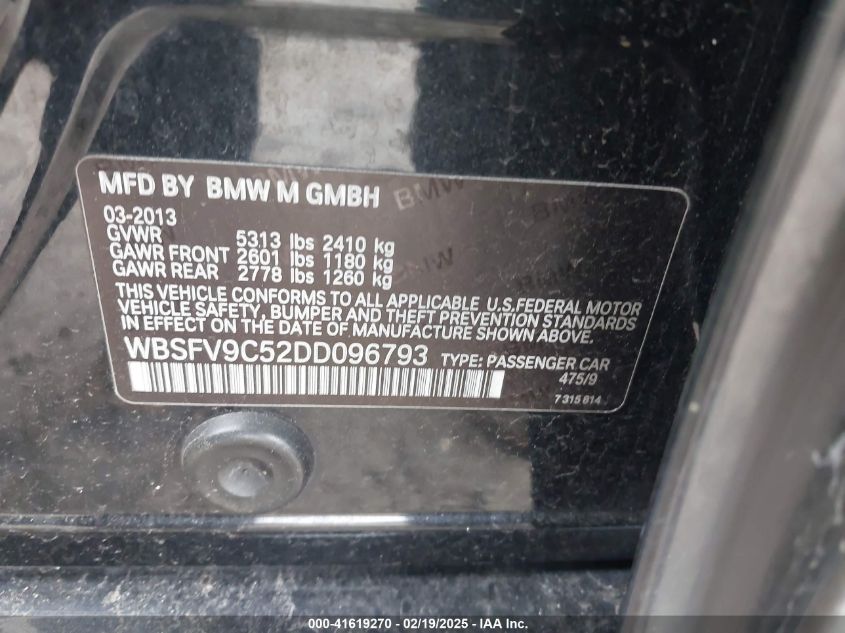 MFD BY BMW M GMBH
03-2013
GVWR 5313 lbs 2410 kg
GAWR FRONT 2601 lbs 1180 kg
GAWR REAR 2778 lbs 1260 kg
THIS VEHICLE CONFORMS TO ALL APPLICABLE U.S.FEDERAL MOTOR
VEHICLE SAFETY, BUMPER AND THEFT PREVENTION STANDARDS
IN EFFECT ON THE DATE OF MANUFACTURE SHOWN ABOVE.
WBSFV9C52DD096793 TYPE: PASSENGER CAR
475/9
7 315 814
000-41619270 - 02/19/2025 - IAA Inc.